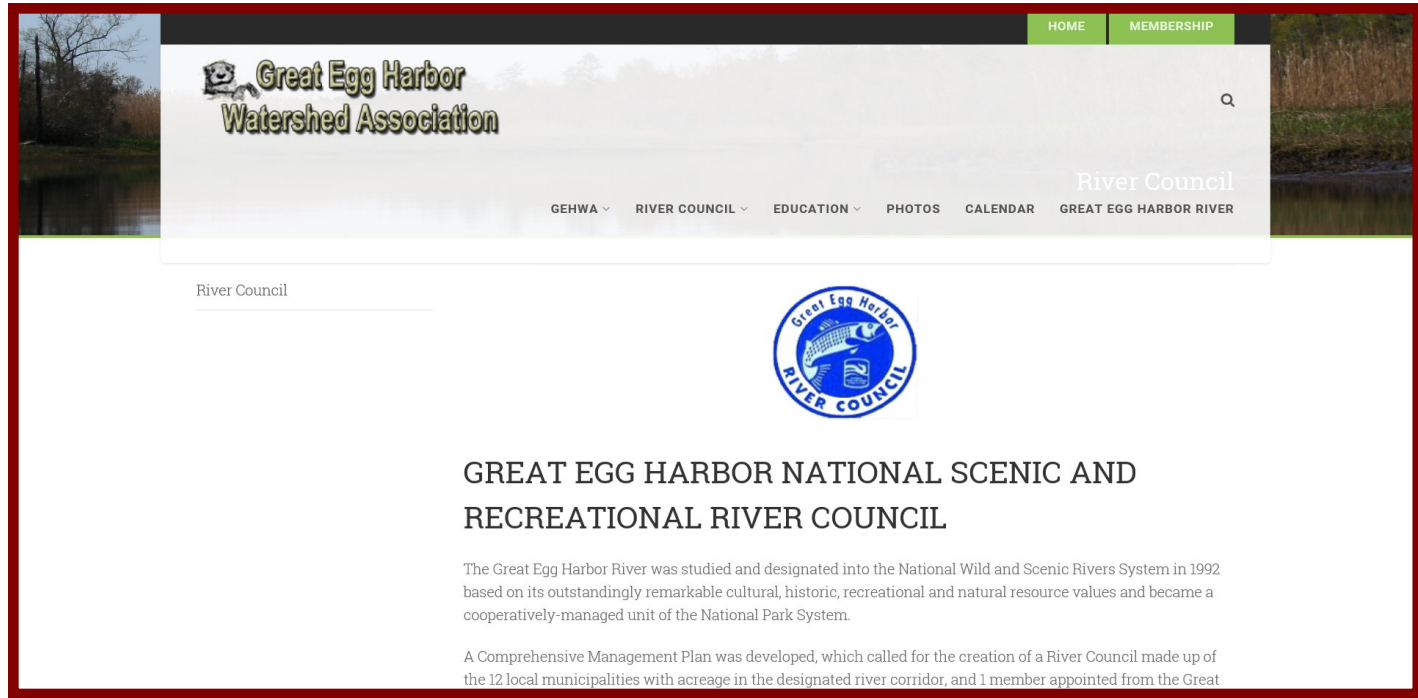 HOME MEMBERSHIP
Great Egg Harbor
Watershed Association
River Council
GEHWA RIVER COUNCIL EDUCATION PHOTOS CALENDAR GREAT EGG HARBOR RIVER
River Council
Great Egg Harbor
RIVER COUNCIL
GREAT EGG HARBOR NATIONAL SCENIC AND
RECREATIONAL RIVER COUNCIL
The Great Egg Harbor River was studied and designated into the National Wild and Scenic Rivers System in 1992
based on its outstandingly remarkable cultural, historic, recreational and natural resource values and became a
cooperatively-managed unit of the National Park System.
A Comprehensive Management Plan was developed, which called for the creation of a River Council made up of
the 12 local municipalities with acreage in the designated river corridor, and 1 member appointed from the Great